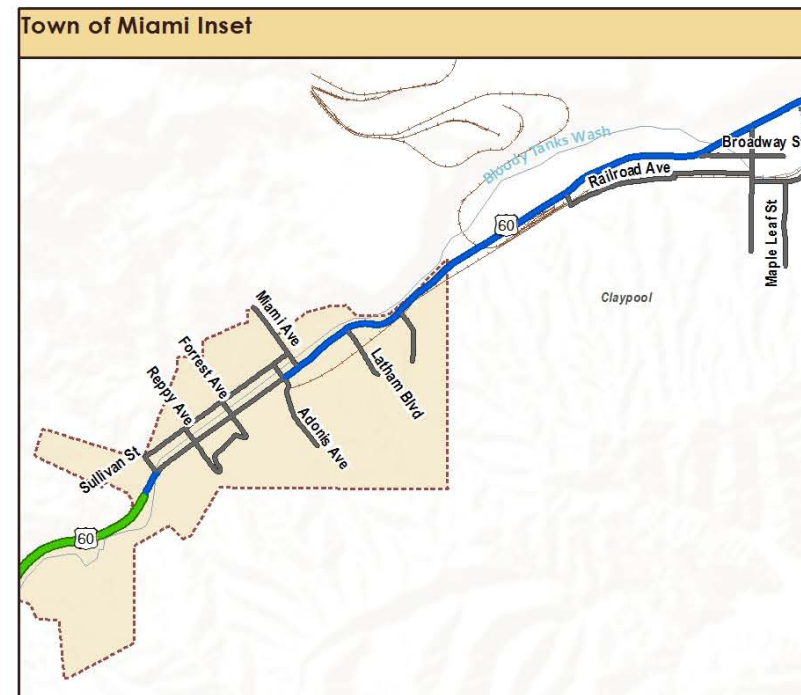 Town of Miami Inset
Bloody Tanks Wash
Broadway St
Railroad Ave
60
Maple Leaf St
Claypool
Miami Ave
Forrest Ave
Reppy Ave
Latham Blvd
Adonis Ave
Sullivan St
60